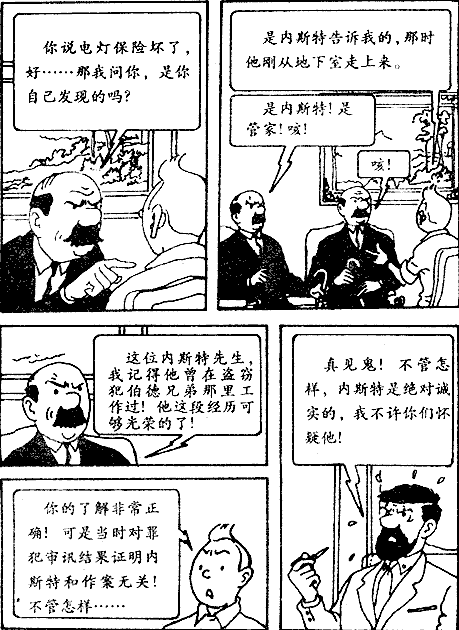 你说电灯保险坏了，
好……那我问你，是你
自己发现的吗？
是内斯特告诉我的，那时
他刚从地下室走上来。
是内斯特！是
管家！咳！
咳！
这位内斯特先生，
我记得他曾在盗窃
犯伯德兄弟那里工
作过！他这段经历可
够光荣的了！
真见鬼！不管怎
样，内斯特是绝对诚
实的，我不许你们怀
疑他！
你的了解非常正
确！可是当时对罪
犯审讯结果证明内
斯特和作案无关！
不管怎样……